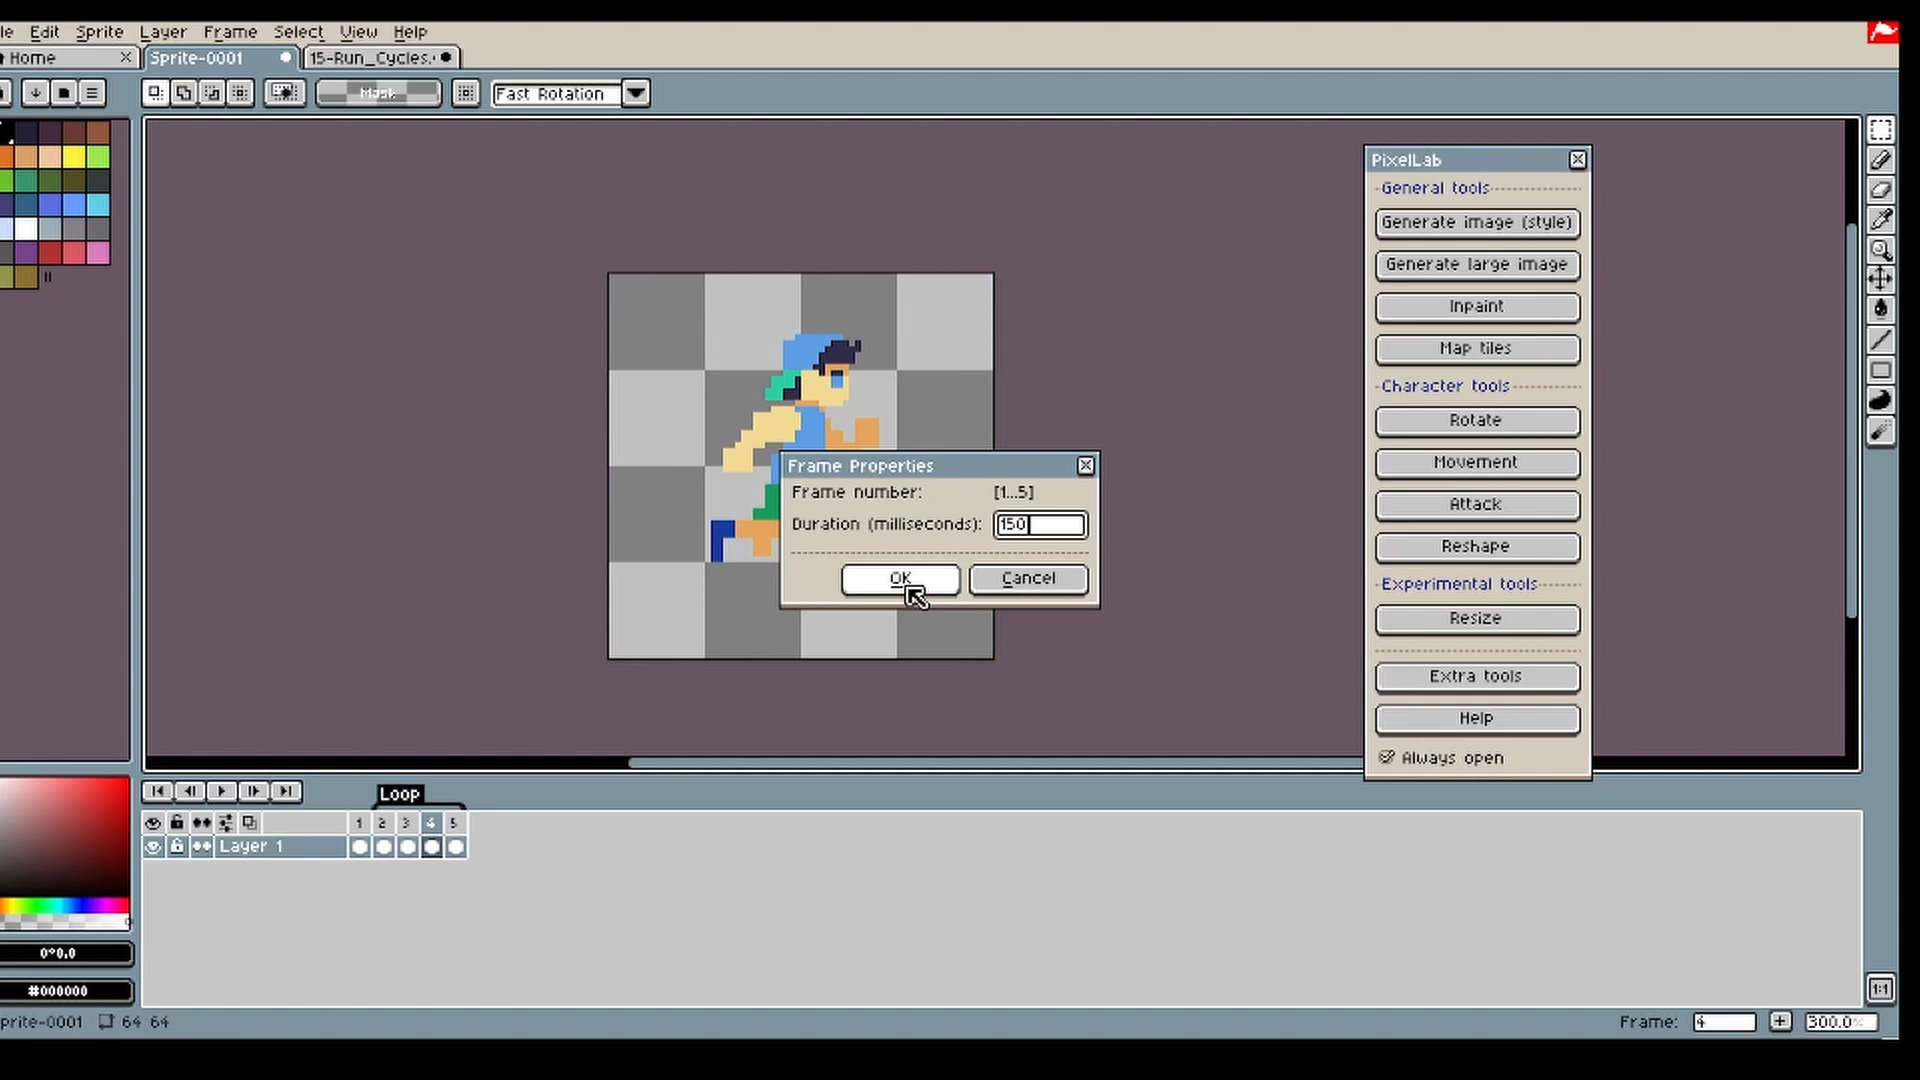 Edit Sprite Layer Frame Select View Help
Home Sprite-0001 15-Run_Cycles.
Mask Fast Rotation
PixelLab
General tools
Generate image (style)
Generate large image
Inpaint
Map tiles
Character tools
Rotate
Movement
Attack
Reshape
Experimental tools
Resize
Extra tools
Help
Always open
Frame Properties
Frame number: [1...5]
Duration (milliseconds): 150
OK Cancel
Loop
1 2 3 4 5
Layer 1
0°0.0
#000000
1:1
prite-0001 64 64
Frame: 4 + 300.0